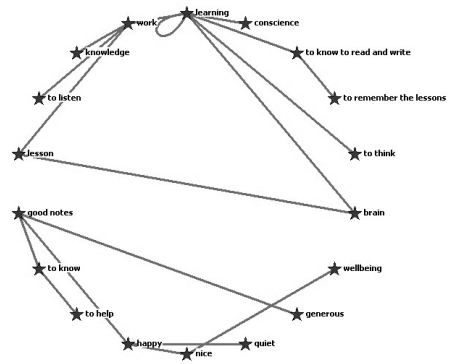 learning
work
conscience
knowledge
to know to read and write
to listen
to remember the lessons
lesson
to think
good notes
brain
to know
wellbeing
to help
generous
happy
quiet
nice